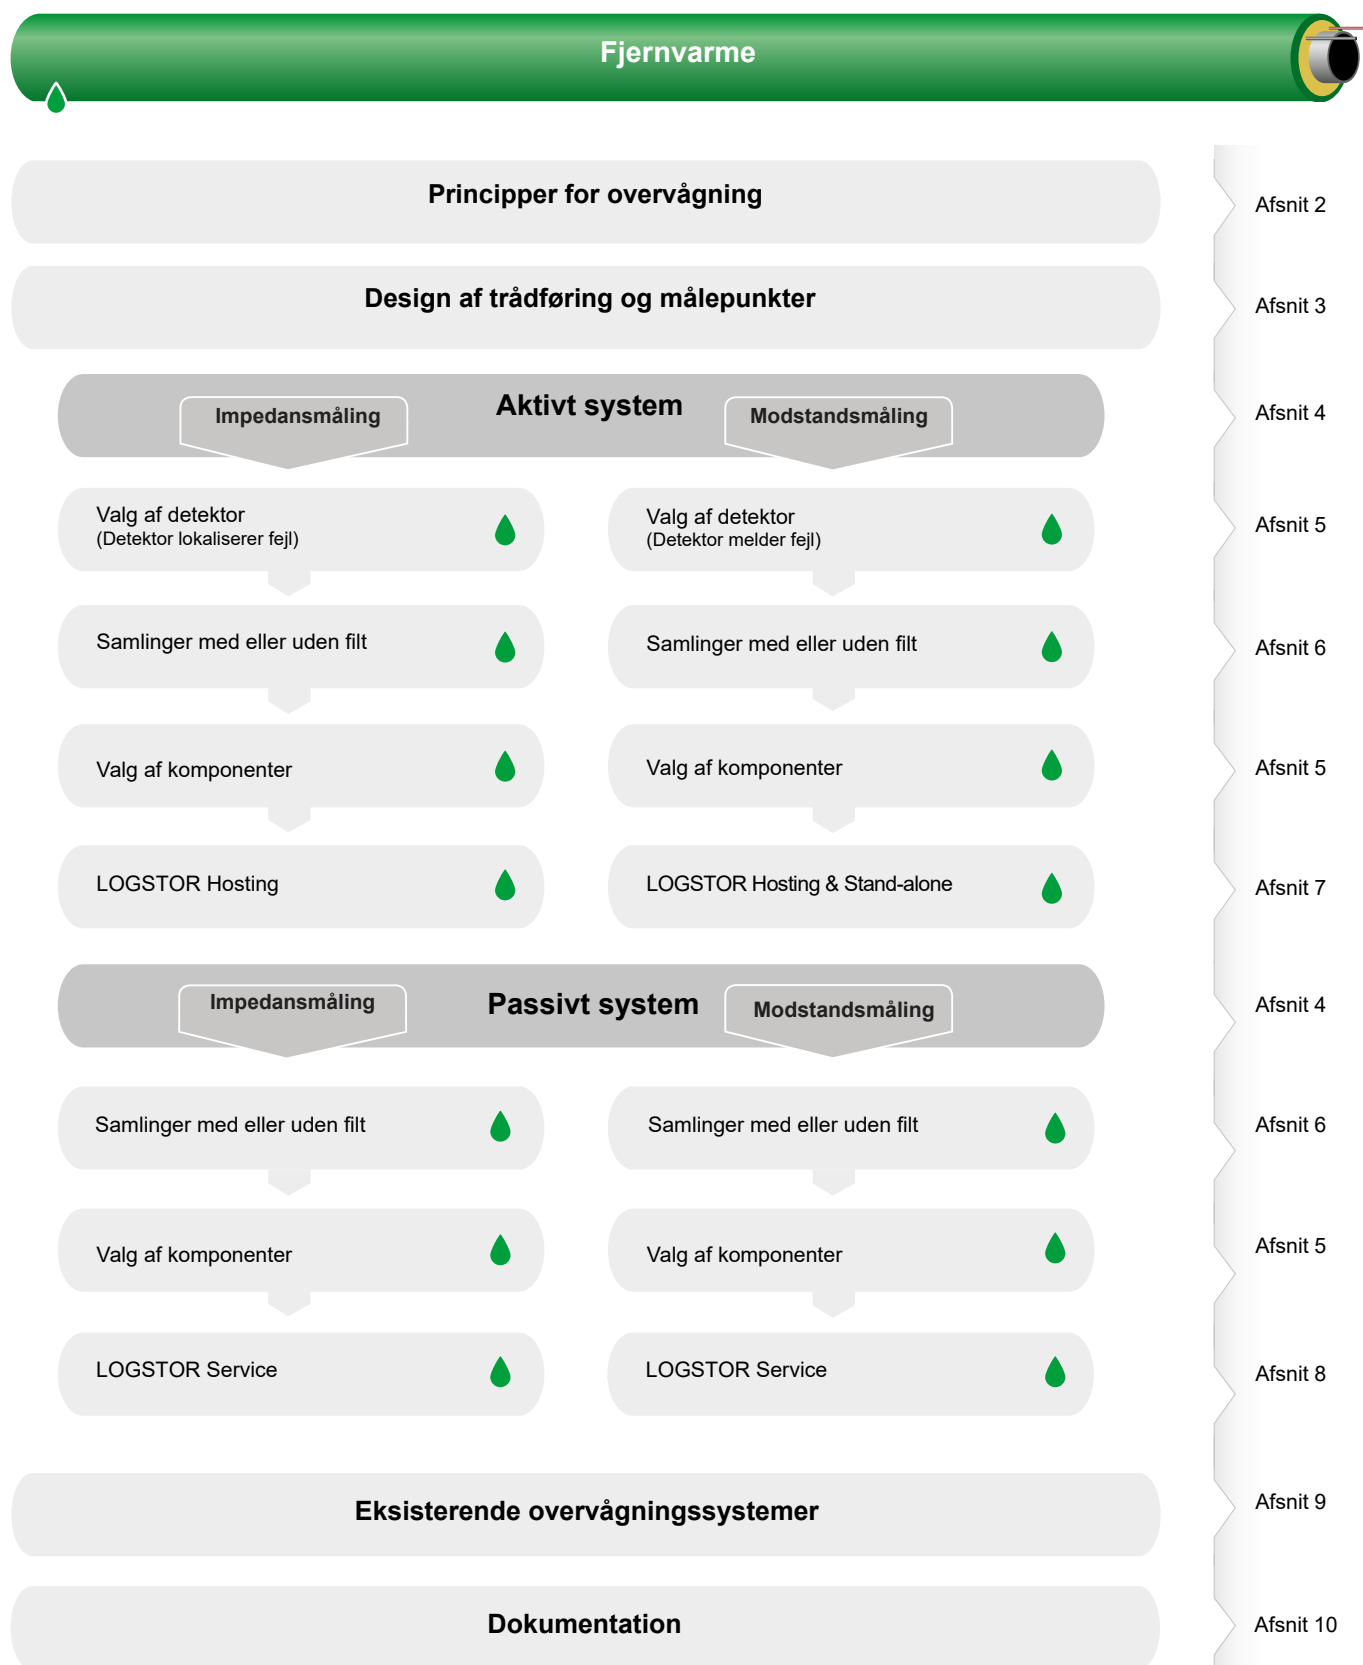 Fjernvarme
Principper for overvågning
Afsnit 2
Design af trådføring og målepunkter
Afsnit 3
Aktivt system
Impedansmåling
Modstandsmåling
Afsnit 4
Valg af detektor
(Detektor lokaliserer fejl)
Valg af detektor
(Detektor melder fejl)
Afsnit 5
Samlinger med eller uden filt
Samlinger med eller uden filt
Afsnit 6
Valg af komponenter
Valg af komponenter
Afsnit 5
LOGSTOR Hosting
LOGSTOR Hosting & Stand-alone
Afsnit 7
Passivt system
Impedansmåling
Modstandsmåling
Afsnit 4
Samlinger med eller uden filt
Samlinger med eller uden filt
Afsnit 6
Valg af komponenter
Valg af komponenter
Afsnit 5
LOGSTOR Service
LOGSTOR Service
Afsnit 8
Eksisterende overvågningssystemer
Afsnit 9
Dokumentation
Afsnit 10